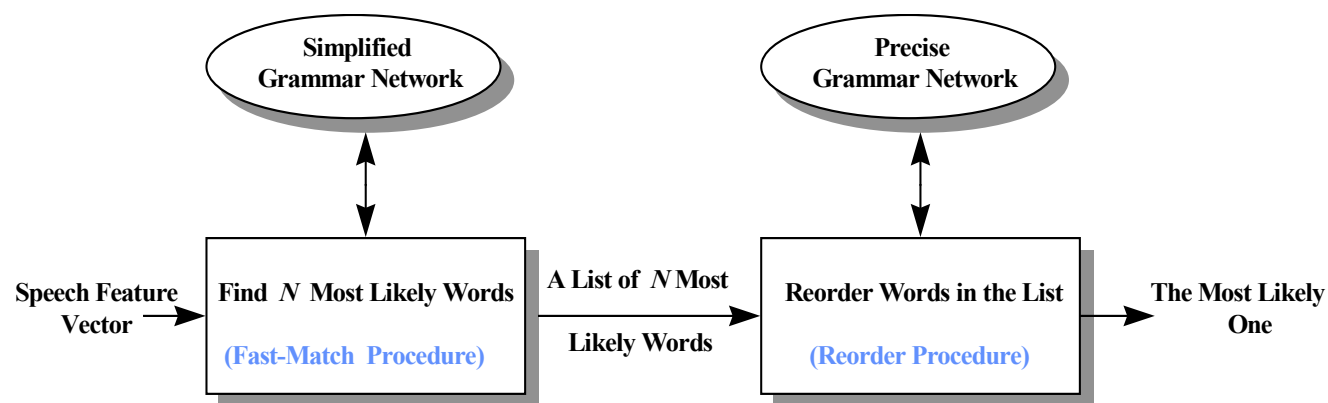 Simplified
Grammar Network
Precise
Grammar Network
Speech Feature
Vector
Find N Most Likely Words
(Fast-Match Procedure)
A List of N Most
Likely Words
Reorder Words in the List
(Reorder Procedure)
The Most Likely
One